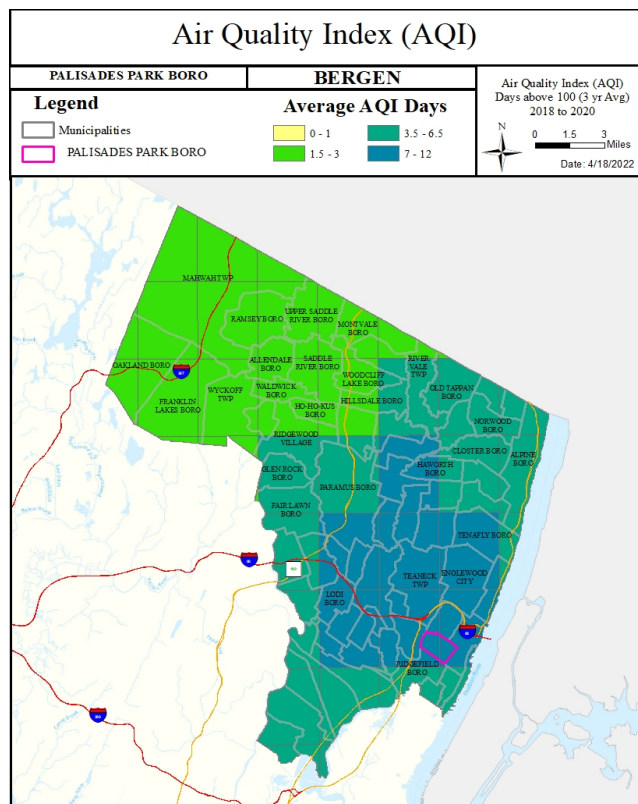 Air Quality Index (AQI)
PALISADES PARK BORO
BERGEN
Legend
Municipalities
PALISADES PARK BORO
Average AQI Days
0 - 1
1.5 - 3
3.5 - 6.5
7 - 12
Air Quality Index (AQI)
Days above 100 (3 yr Avg)
2018 to 2020
N
0 1.5 3
Miles
Date: 4/18/2022
MAHWAH TWP
RAMSEY BORO
UPPER SADDLE
RIVER BORO
MONTVALE
BORO
OAKLAND BORO
287
ALLENDALE
BORO
SADDLE
RIVER BORO
RIVER
VALE
TWP
WOODCLIFF
LAKE BORO
OLD TAPPAN
BORO
FRANKLIN
LAKES BORO
WYCKOFF
TWP
WALDWICK
BORO
HO-HO-KUS
BORO
HILLSDALE BORO
NORWOOD
BORO
RIDGEWOOD
VILLAGE
CLOSTER BORO
ALPINE
BORO
GLEN ROCK
BORO
HAWORTH
BORO
PARAMUS BORO
FAIR LAWN
BORO
TENAFLY BORO
80
LODI
BORO
TEANECK
TWP
ENGLEWOOD
CITY
RIDGEFIELD
BORO